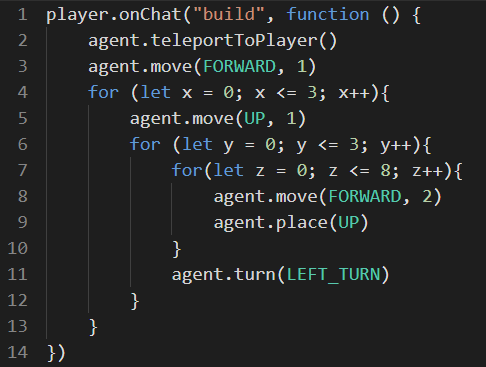 1 player.onChat("build", function () {
2     agent.teleportToPlayer()
3     agent.move(FORWARD, 1)
4     for (let x = 0; x <= 3; x++){
5         agent.move(UP, 1)
6         for (let y = 0; y <= 3; y++){
7             for(let z = 0; z <= 8; z++){
8                 agent.move(FORWARD, 2)
9                 agent.place(UP)
10             }
11             agent.turn(LEFT_TURN)
12         }
13     }
14 })